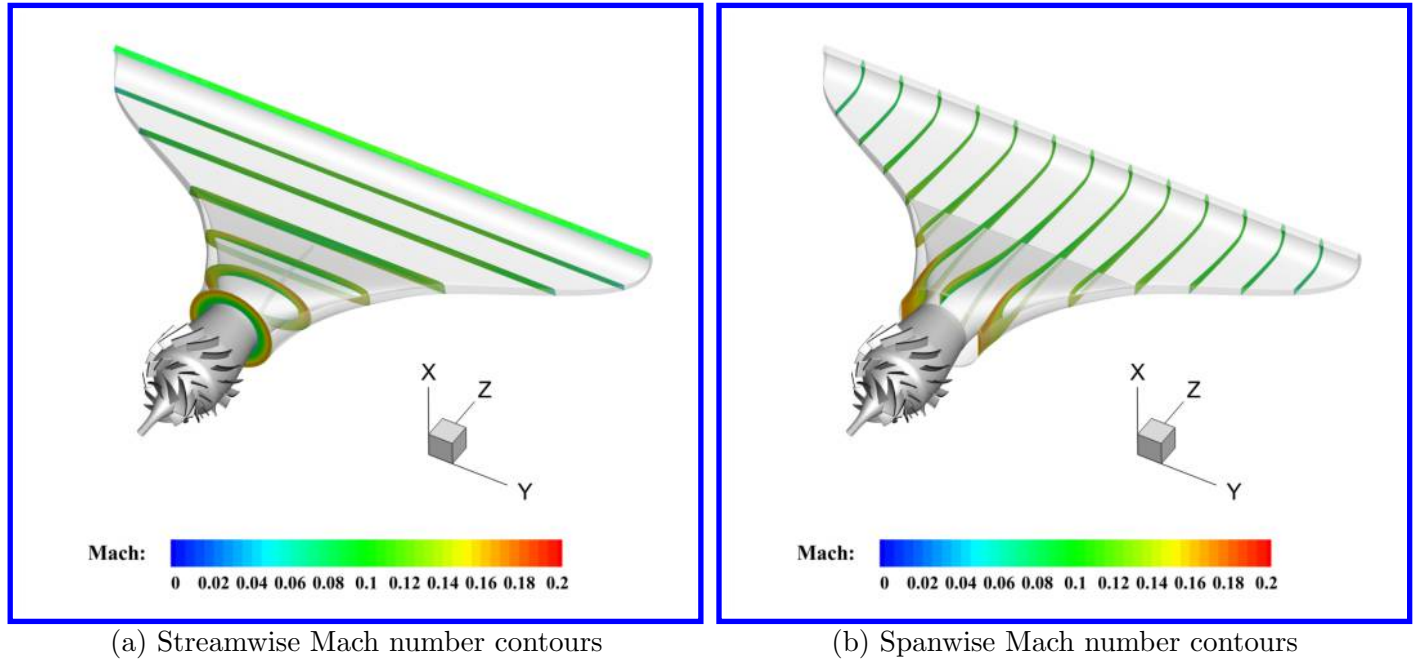 X
Z
Y
Mach:
0 0.02 0.04 0.06 0.08 0.1 0.12 0.14 0.16 0.18 0.2
(a) Streamwise Mach number contours
X
Z
Y
Mach:
0 0.02 0.04 0.06 0.08 0.1 0.12 0.14 0.16 0.18 0.2
(b) Spanwise Mach number contours